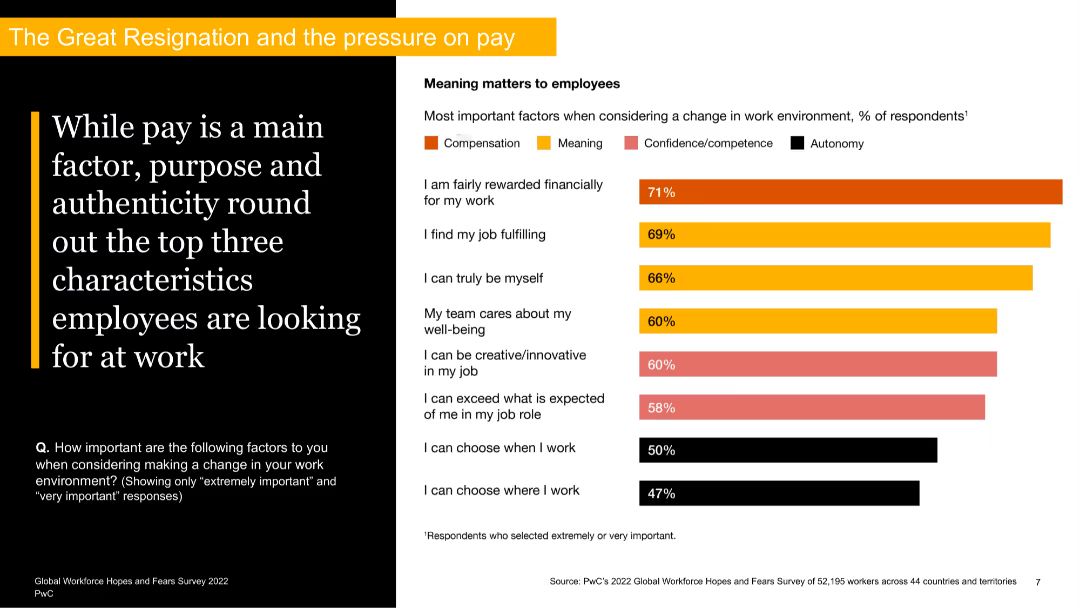 The Great Resignation and the pressure on pay
While pay is a main
factor, purpose and
authenticity round
out the top three
characteristics
employees are looking
for at work
Q. How important are the following factors to you
when considering making a change in your work
environment? (Showing only “extremely important” and
“very important” responses)
Global Workforce Hopes and Fears Survey 2022
PwC
Meaning matters to employees
Most important factors when considering a change in work environment, % of respondents¹
Compensation Meaning Confidence/competence Autonomy
I am fairly rewarded financially
for my work
71%
I find my job fulfilling
69%
I can truly be myself
66%
My team cares about my
well-being
60%
I can be creative/innovative
in my job
60%
I can exceed what is expected
of me in my job role
58%
I can choose when I work
50%
I can choose where I work
47%
¹Respondents who selected extremely or very important.
Source: PwC’s 2022 Global Workforce Hopes and Fears Survey of 52,195 workers across 44 countries and territories
7